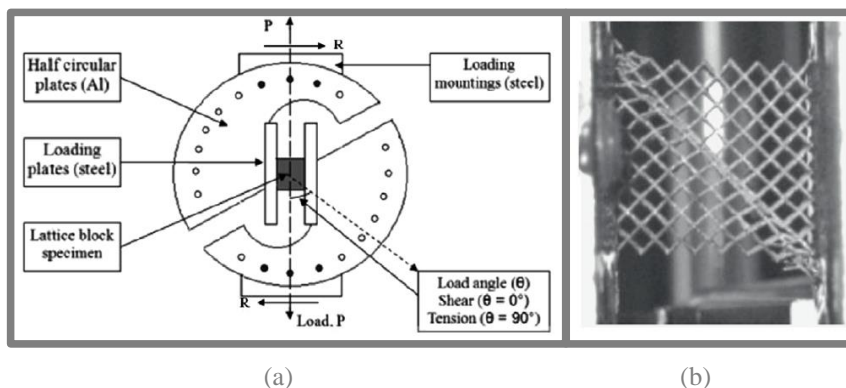 P
R
Half circular
plates (Al)
Loading
mountings (steel)
Loading
plates (steel)
Lattice block
specimen
Load angle (θ)
Shear (θ = 0°)
Tension (θ = 90°)
R
Load, P
(a)
(b)